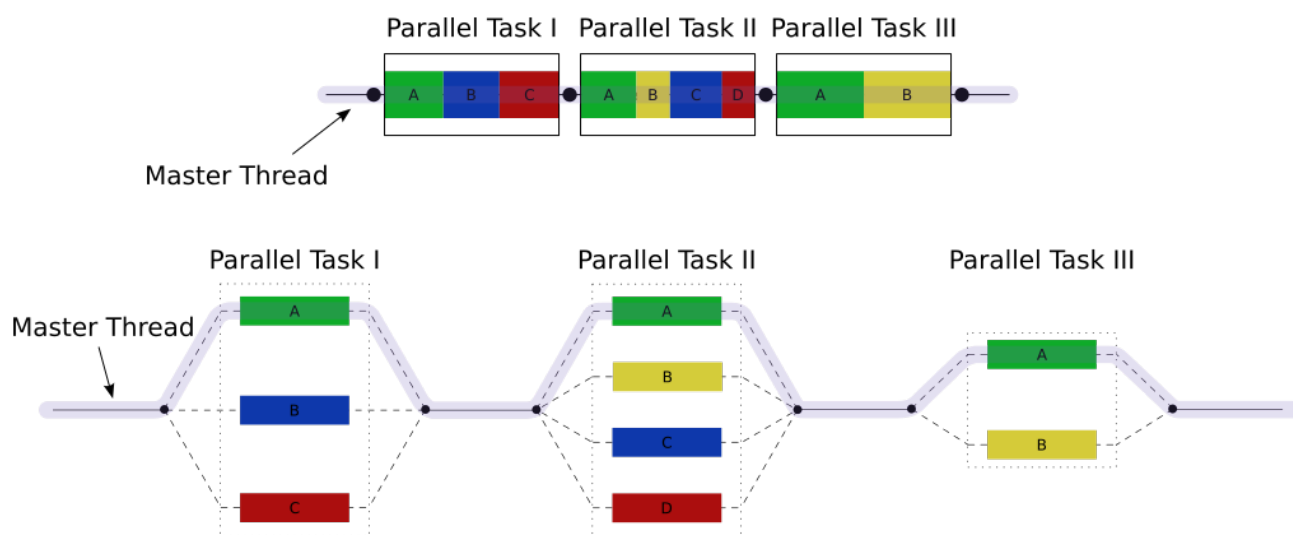 Parallel Task I
Parallel Task II
Parallel Task III
A B C
A B C D
A B
Master Thread
Parallel Task I
Parallel Task II
Parallel Task III
Master Thread
A
B
C
A
B
C
D
A
B